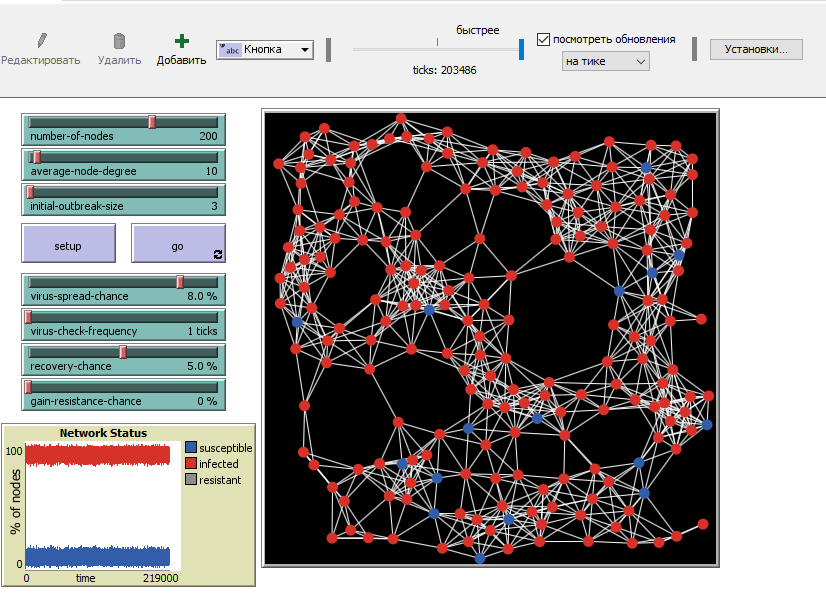 Редактировать
Удалить
Добавить
abc Кнопка
быстрее
ticks: 203486
посмотреть обновления
на тике
Установки...
number-of-nodes 200
average-node-degree 10
initial-outbreak-size 3
setup
go
virus-spread-chance 8.0 %
virus-check-frequency 1 ticks
recovery-chance 5.0 %
gain-resistance-chance 0 %
Network Status
% of nodes
100
0
0 time 219000
susceptible
infected
resistant